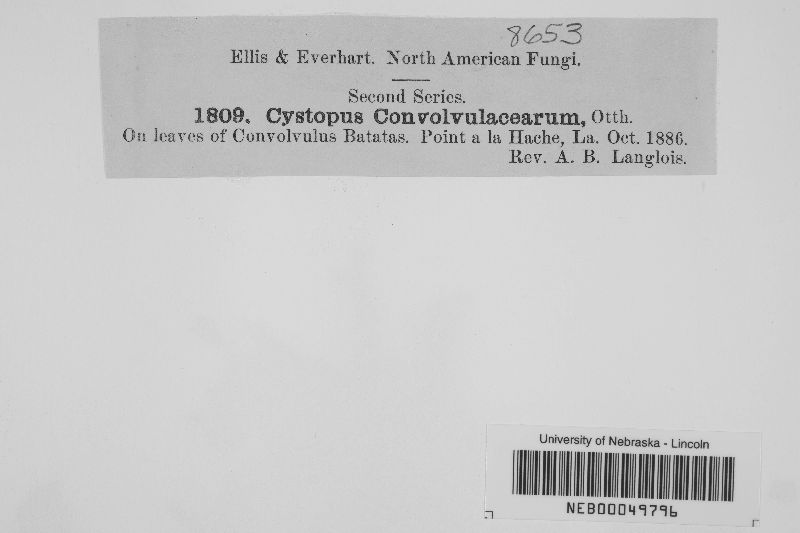 8653
Ellis & Everhart. North American Fungi.
Second Series.
1809. Cystopus Convolvulacearum, Otth.
On leaves of Convolvulus Batatas. Point a la Hache, La. Oct. 1886.
Rev. A. B. Langlois.
University of Nebraska - Lincoln
NEB00049796